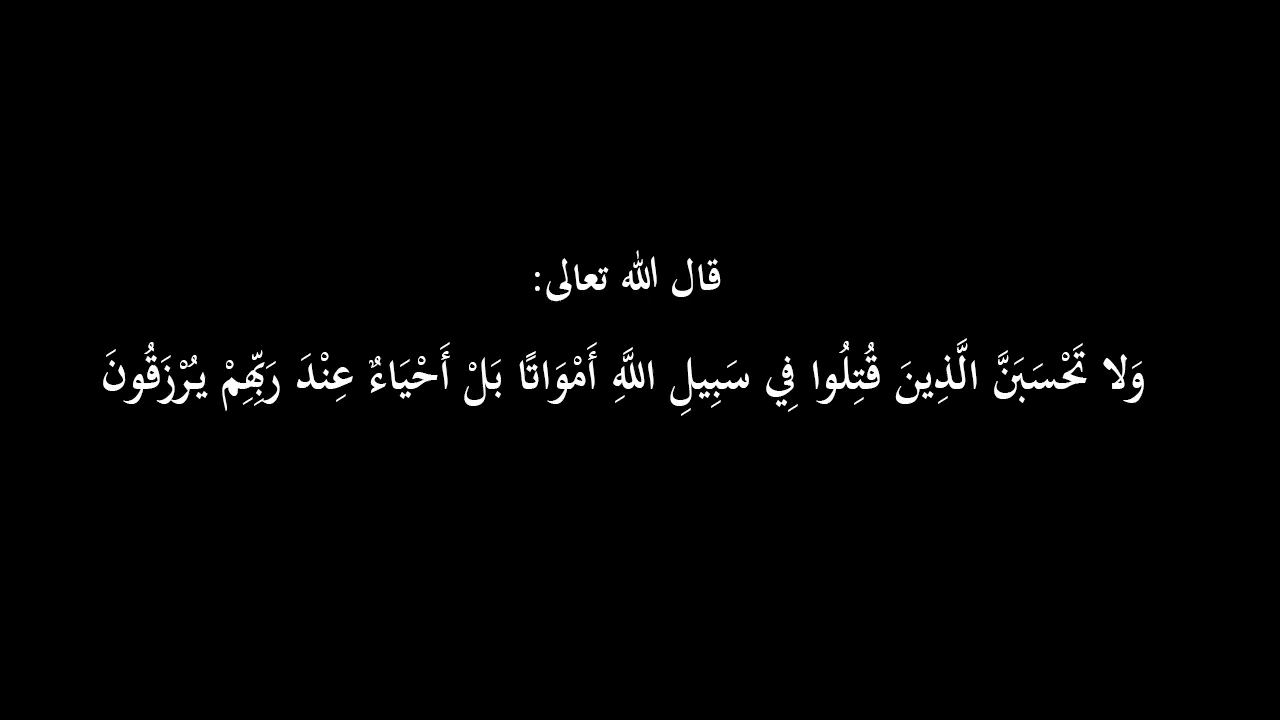 قال الله تعالى:
وَلا تَحْسَبَنَّ الَّذِينَ قُتِلُوا فِي سَبِيلِ اللَّهِ أَمْوَاتًا بَلْ أَحْيَاءٌ عِنْدَ رَبِّهِمْ يُرْزَقُونَ